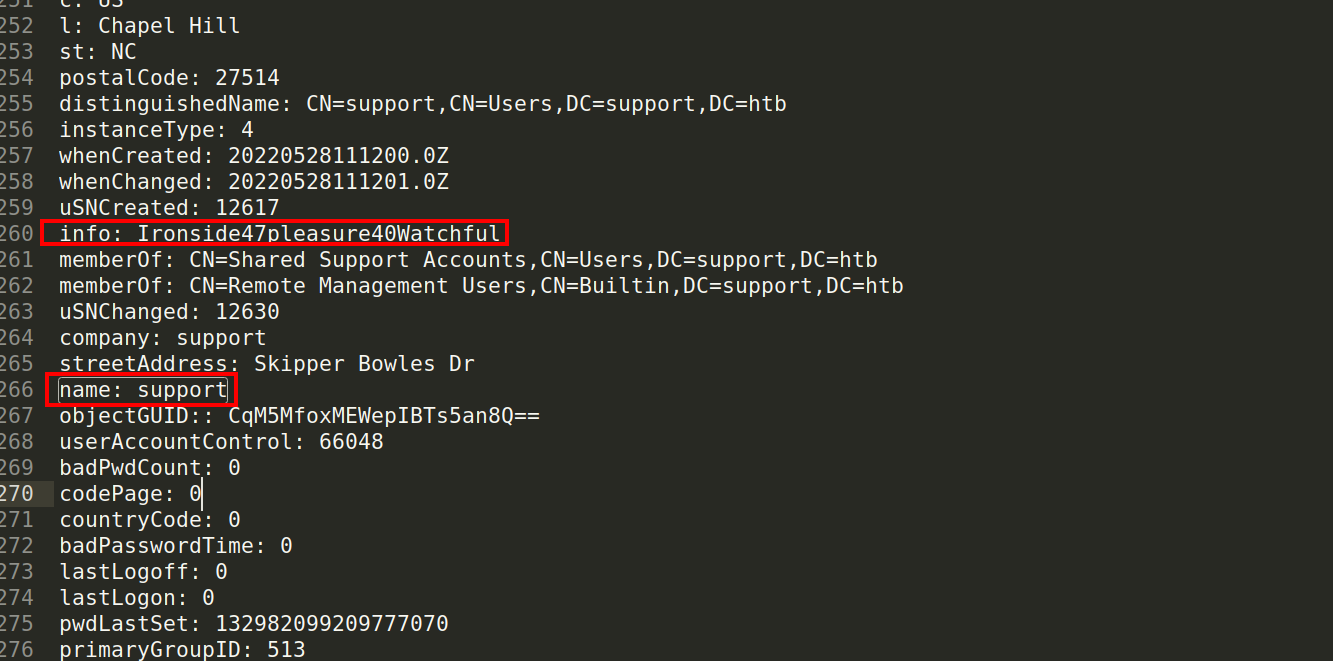 251 c: US
252 l: Chapel Hill
253 st: NC
254 postalCode: 27514
255 distinguishedName: CN=support,CN=Users,DC=support,DC=htb
256 instanceType: 4
257 whenCreated: 20220528111200.0Z
258 whenChanged: 20220528111201.0Z
259 uSNCreated: 12617
260 info: Ironside47pleasure40Watchful
261 memberOf: CN=Shared Support Accounts,CN=Users,DC=support,DC=htb
262 memberOf: CN=Remote Management Users,CN=Builtin,DC=support,DC=htb
263 uSNChanged: 12630
264 company: support
265 streetAddress: Skipper Bowles Dr
266 name: support
267 objectGUID:: CqM5MfoxMEWepIBTs5an8Q==
268 userAccountControl: 66048
269 badPwdCount: 0
270 codePage: 0
271 countryCode: 0
272 badPasswordTime: 0
273 lastLogoff: 0
274 lastLogon: 0
275 pwdLastSet: 132982099209777070
276 primaryGroupID: 513